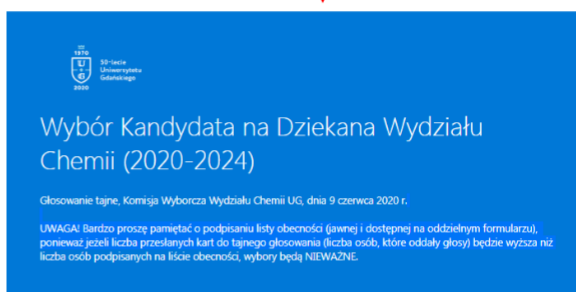 1970
UG
2020
50-lecie
Uniwersytetu
Gdańskiego
Wybór Kandydata na Dziekana Wydziału
Chemii (2020-2024)
Głosowanie tajne, Komisja Wyborcza Wydziału Chemii UG, dnia 9 czerwca 2020 r.
UWAGA! Bardzo proszę pamiętać o podpisaniu listy obecności (jawnej i dostępnej na oddzielnym formularzu),
ponieważ jeżeli liczba przesłanych kart do tajnego głosowania (liczba osób, które oddały głosy) będzie wyższa niż
liczba osób podpisanych na liście obecności, wybory będą NIEWAŻNE.